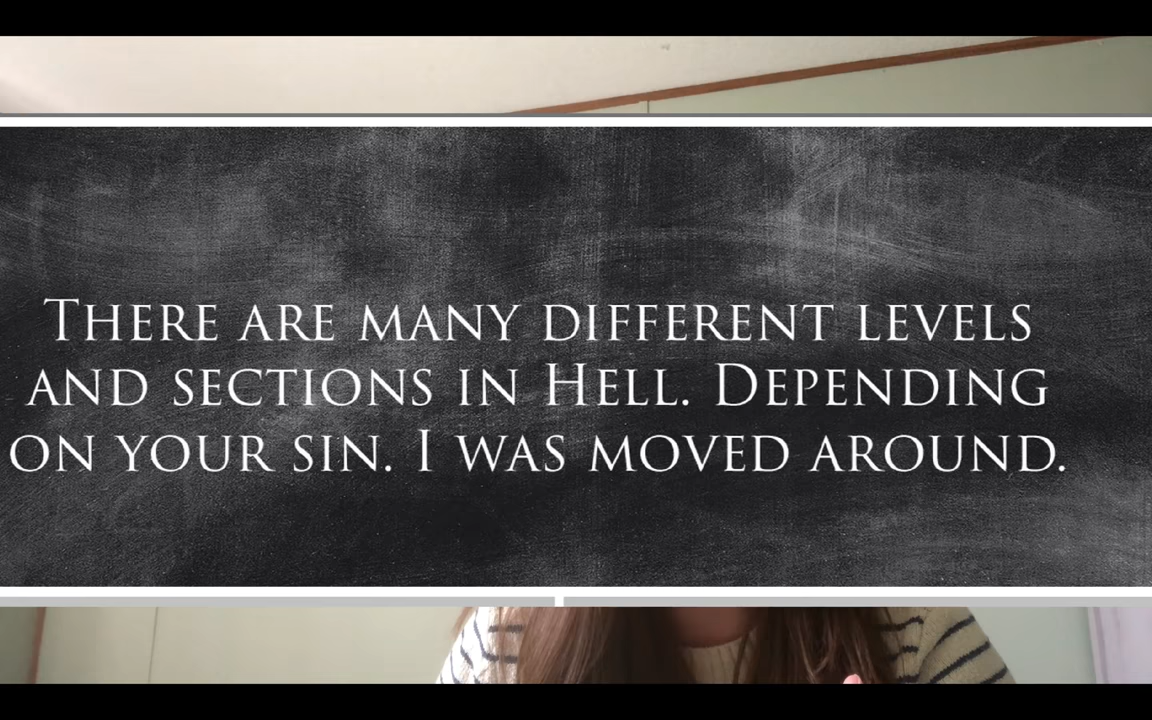 There are many different levels
and sections in Hell. Depending
on your sin. I was moved around.